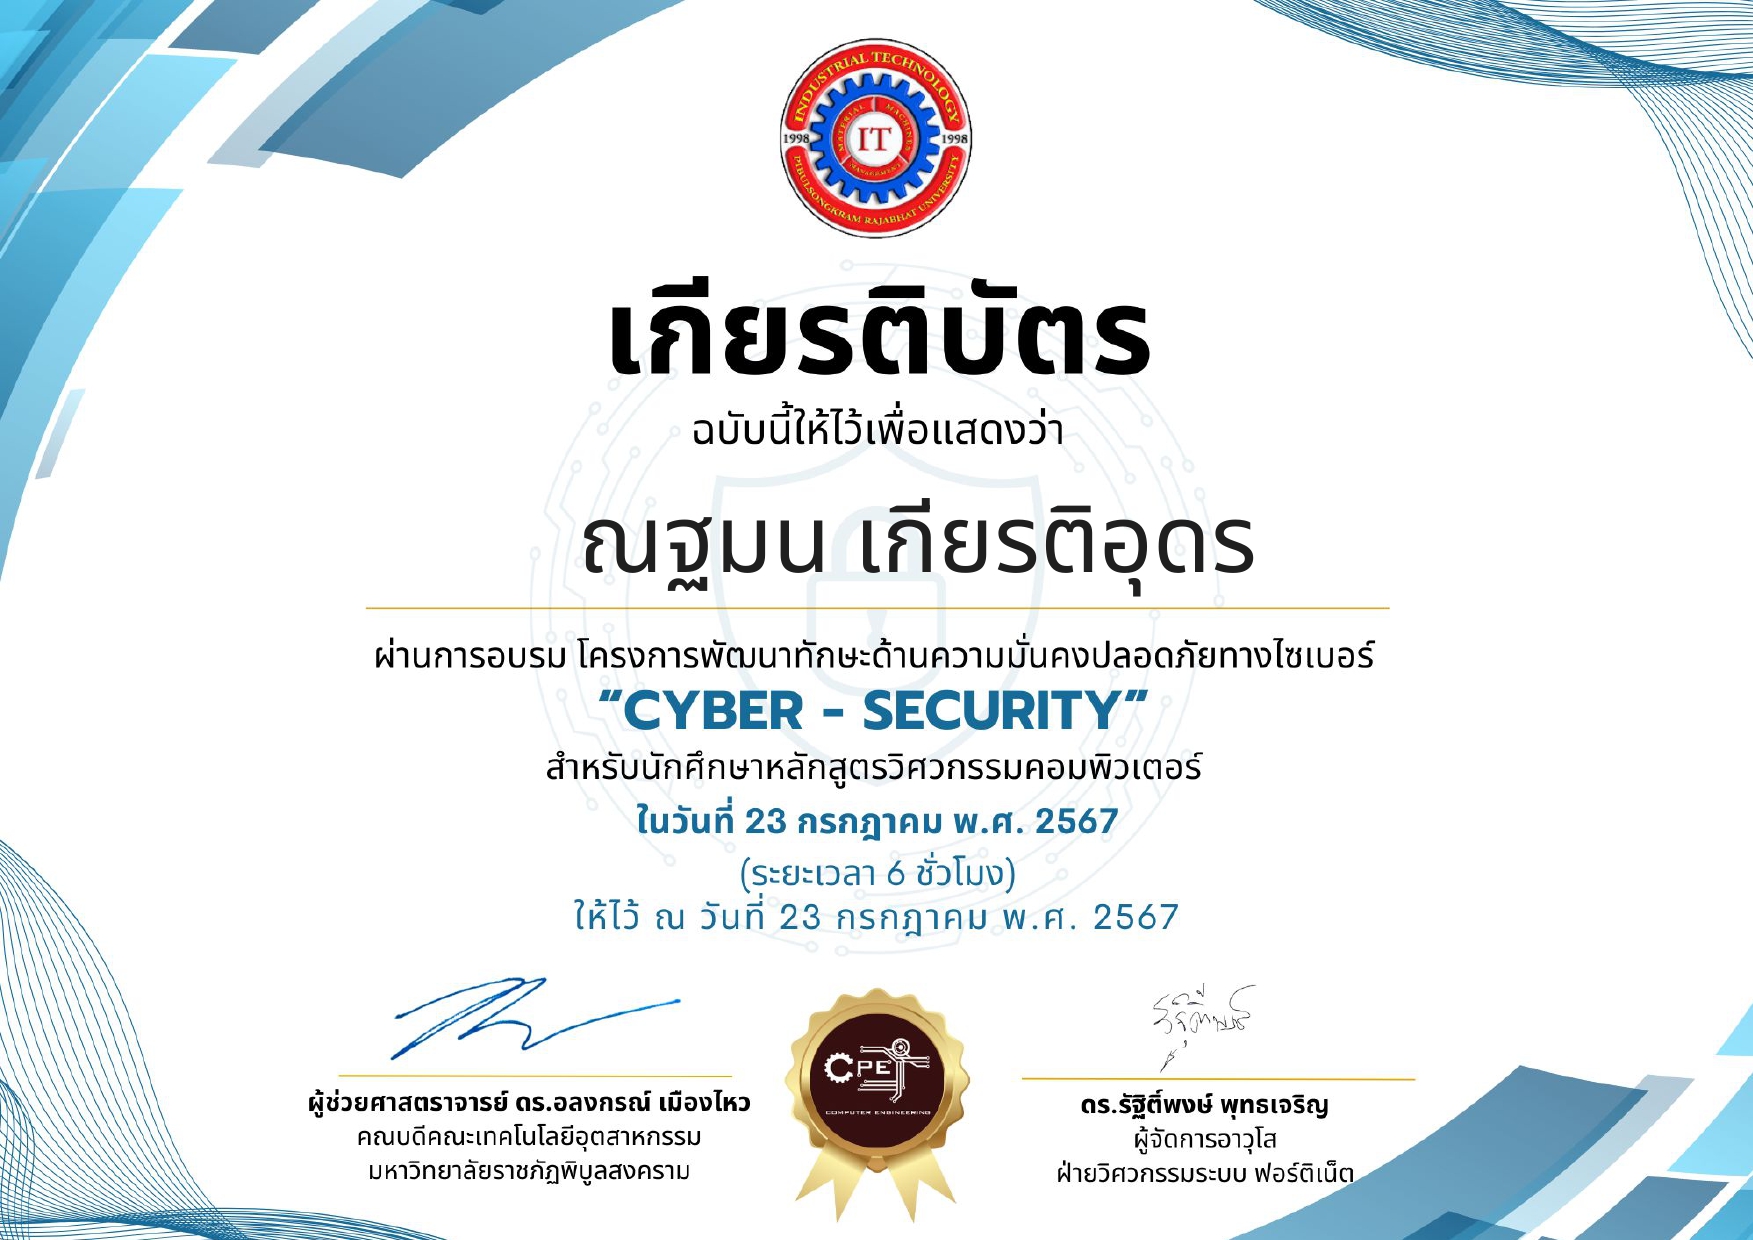 INDUSTRIAL TECHNOLOGY
MATERIAL MACHINES
1998 IT 1998
MANAGEMENT
PIBULSONGKRAM RAJABHAT UNIVERSITY
เกียรติบัตร
ฉบับนี้ให้ไว้เพื่อแสดงว่า
ณฐมน เกียรติอุดร
ผ่านการอบรม โครงการพัฒนาทักษะด้านความมั่นคงปลอดภัยทางไซเบอร์
“CYBER - SECURITY”
สำหรับนักศึกษาหลักสูตรวิศวกรรมคอมพิวเตอร์
ในวันที่ 23 กรกฎาคม พ.ศ. 2567
(ระยะเวลา 6 ชั่วโมง)
ให้ไว้ ณ วันที่ 23 กรกฎาคม พ.ศ. 2567
ผู้ช่วยศาสตราจารย์ ดร.อลงกรณ์ เมืองไหว
คณบดีคณะเทคโนโลยีอุตสาหกรรม
มหาวิทยาลัยราชภัฏพิบูลสงคราม
CPE
COMPUTER ENGINEERING
ดร.รัฐิติ์พงษ์ พุทธเจริญ
ผู้จัดการอาวุโส
ฝ่ายวิศวกรรมระบบ ฟอร์ติเน็ต